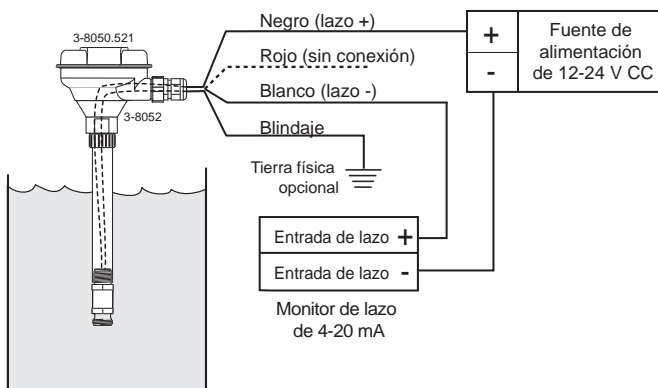 3-8050.521
3-8052
Negro (lazo +)
Rojo (sin conexión)
Blanco (lazo -)
Blindaje
Tierra física
opcional
+
-
Fuente de
alimentación
de 12-24 V CC
Entrada de lazo +
Entrada de lazo -
Monitor de lazo
de 4-20 mA